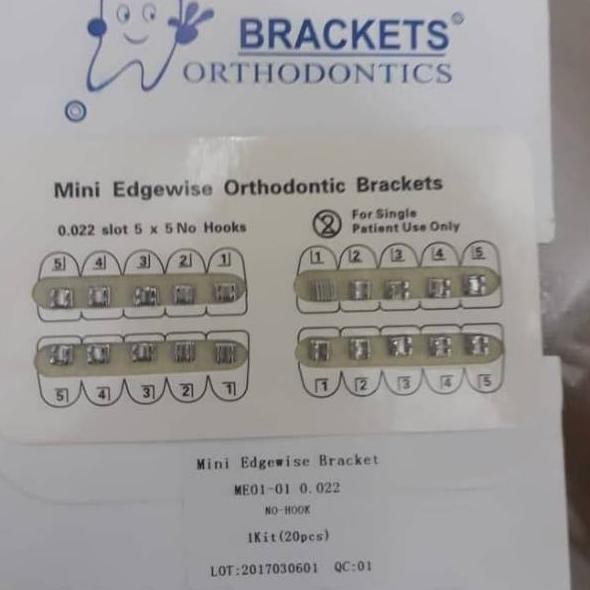 BRACKETS
ORTHODONTICS
Mini Edgewise Orthodontic Brackets
0.022 slot 5 x 5 No Hooks
2 For Single
Patient Use Only
5 4 3 2 1 1 2 3 4 5
5 4 3 2 1 1 2 3 4 5
Mini Edgewise Bracket
ME01-01 0.022
NO-HOOK
1Kit(20pcs)
LOT:2017030601 QC:01